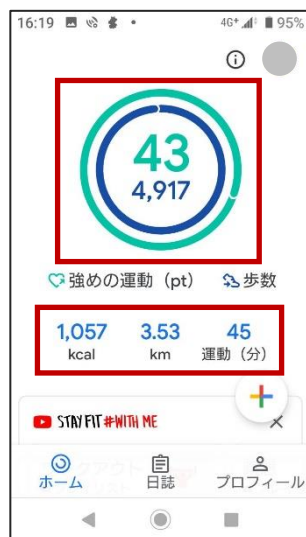 16:19 4G+ 95%
43
4,917
強めの運動 (pt) 歩数
1,057 3.53 45
kcal km 運動 (分)
STAY FIT #WITH ME
ホーム 日誌 プロフィール